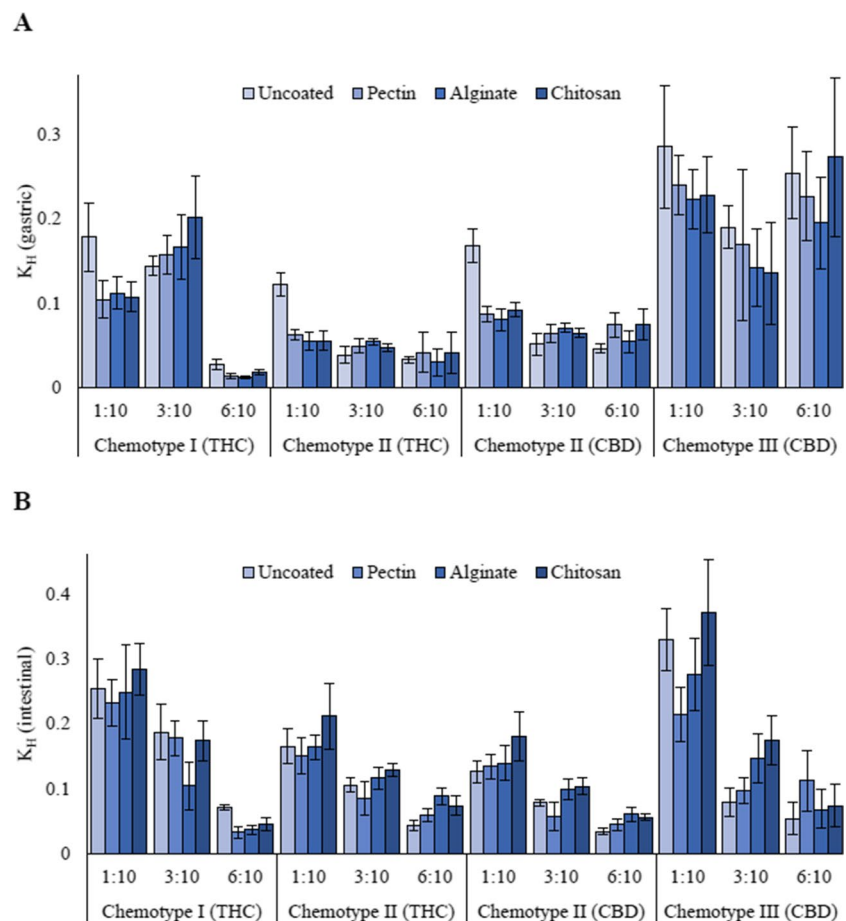 A
Uncoated Pectin Alginate Chitosan
K_H (gastric)
0.3
0.2
0.1
0
1:10 3:10 6:10 1:10 3:10 6:10 1:10 3:10 6:10 1:10 3:10 6:10
Chemotype I (THC) Chemotype II (THC) Chemotype II (CBD) Chemotype III (CBD)
B
Uncoated Pectin Alginate Chitosan
K_H (intestinal)
0.4
0.3
0.2
0.1
0
1:10 3:10 6:10 1:10 3:10 6:10 1:10 3:10 6:10 1:10 3:10 6:10
Chemotype I (THC) Chemotype II (THC) Chemotype II (CBD) Chemotype III (CBD)